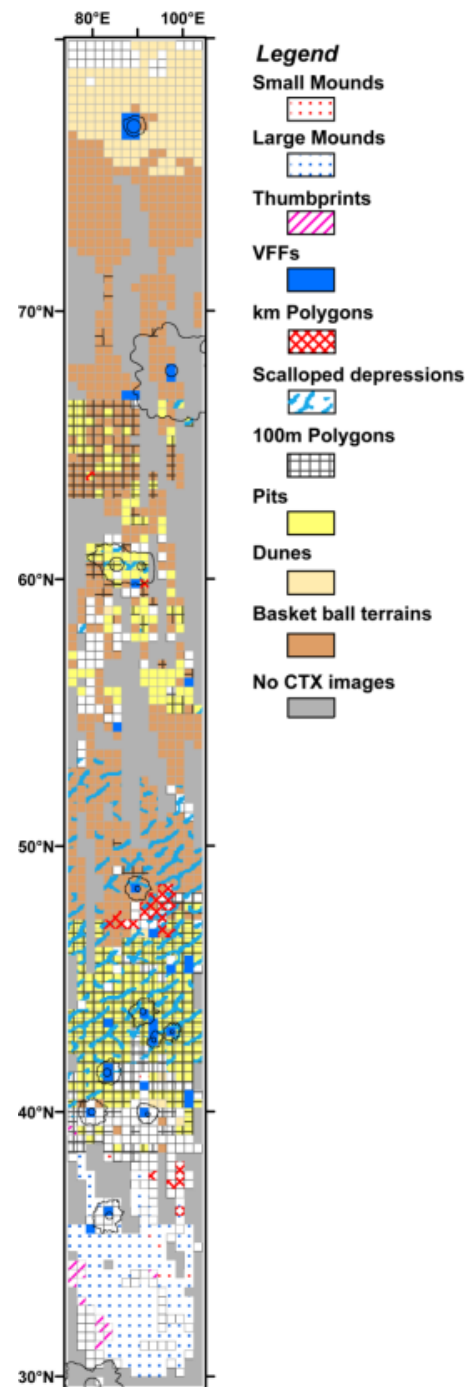 80°E 100°E
Legend
Small Mounds
Large Mounds
Thumbprints
VFFs
70°N
km Polygons
Scalloped depressions
100m Polygons
Pits
60°N
Dunes
Basket ball terrains
No CTX images
50°N
40°N
30°N